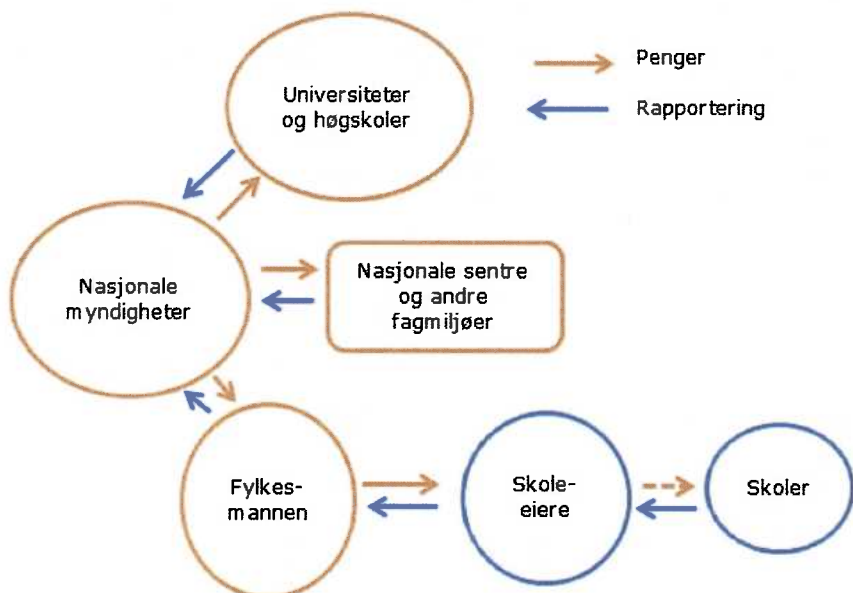 Universiteter
og høgskoler
Penger
Rapportering
Nasjonale
myndigheter
Nasjonale sentre
og andre
fagmiljøer
Fylkes-
mannen
Skole-
eiere
Skoler